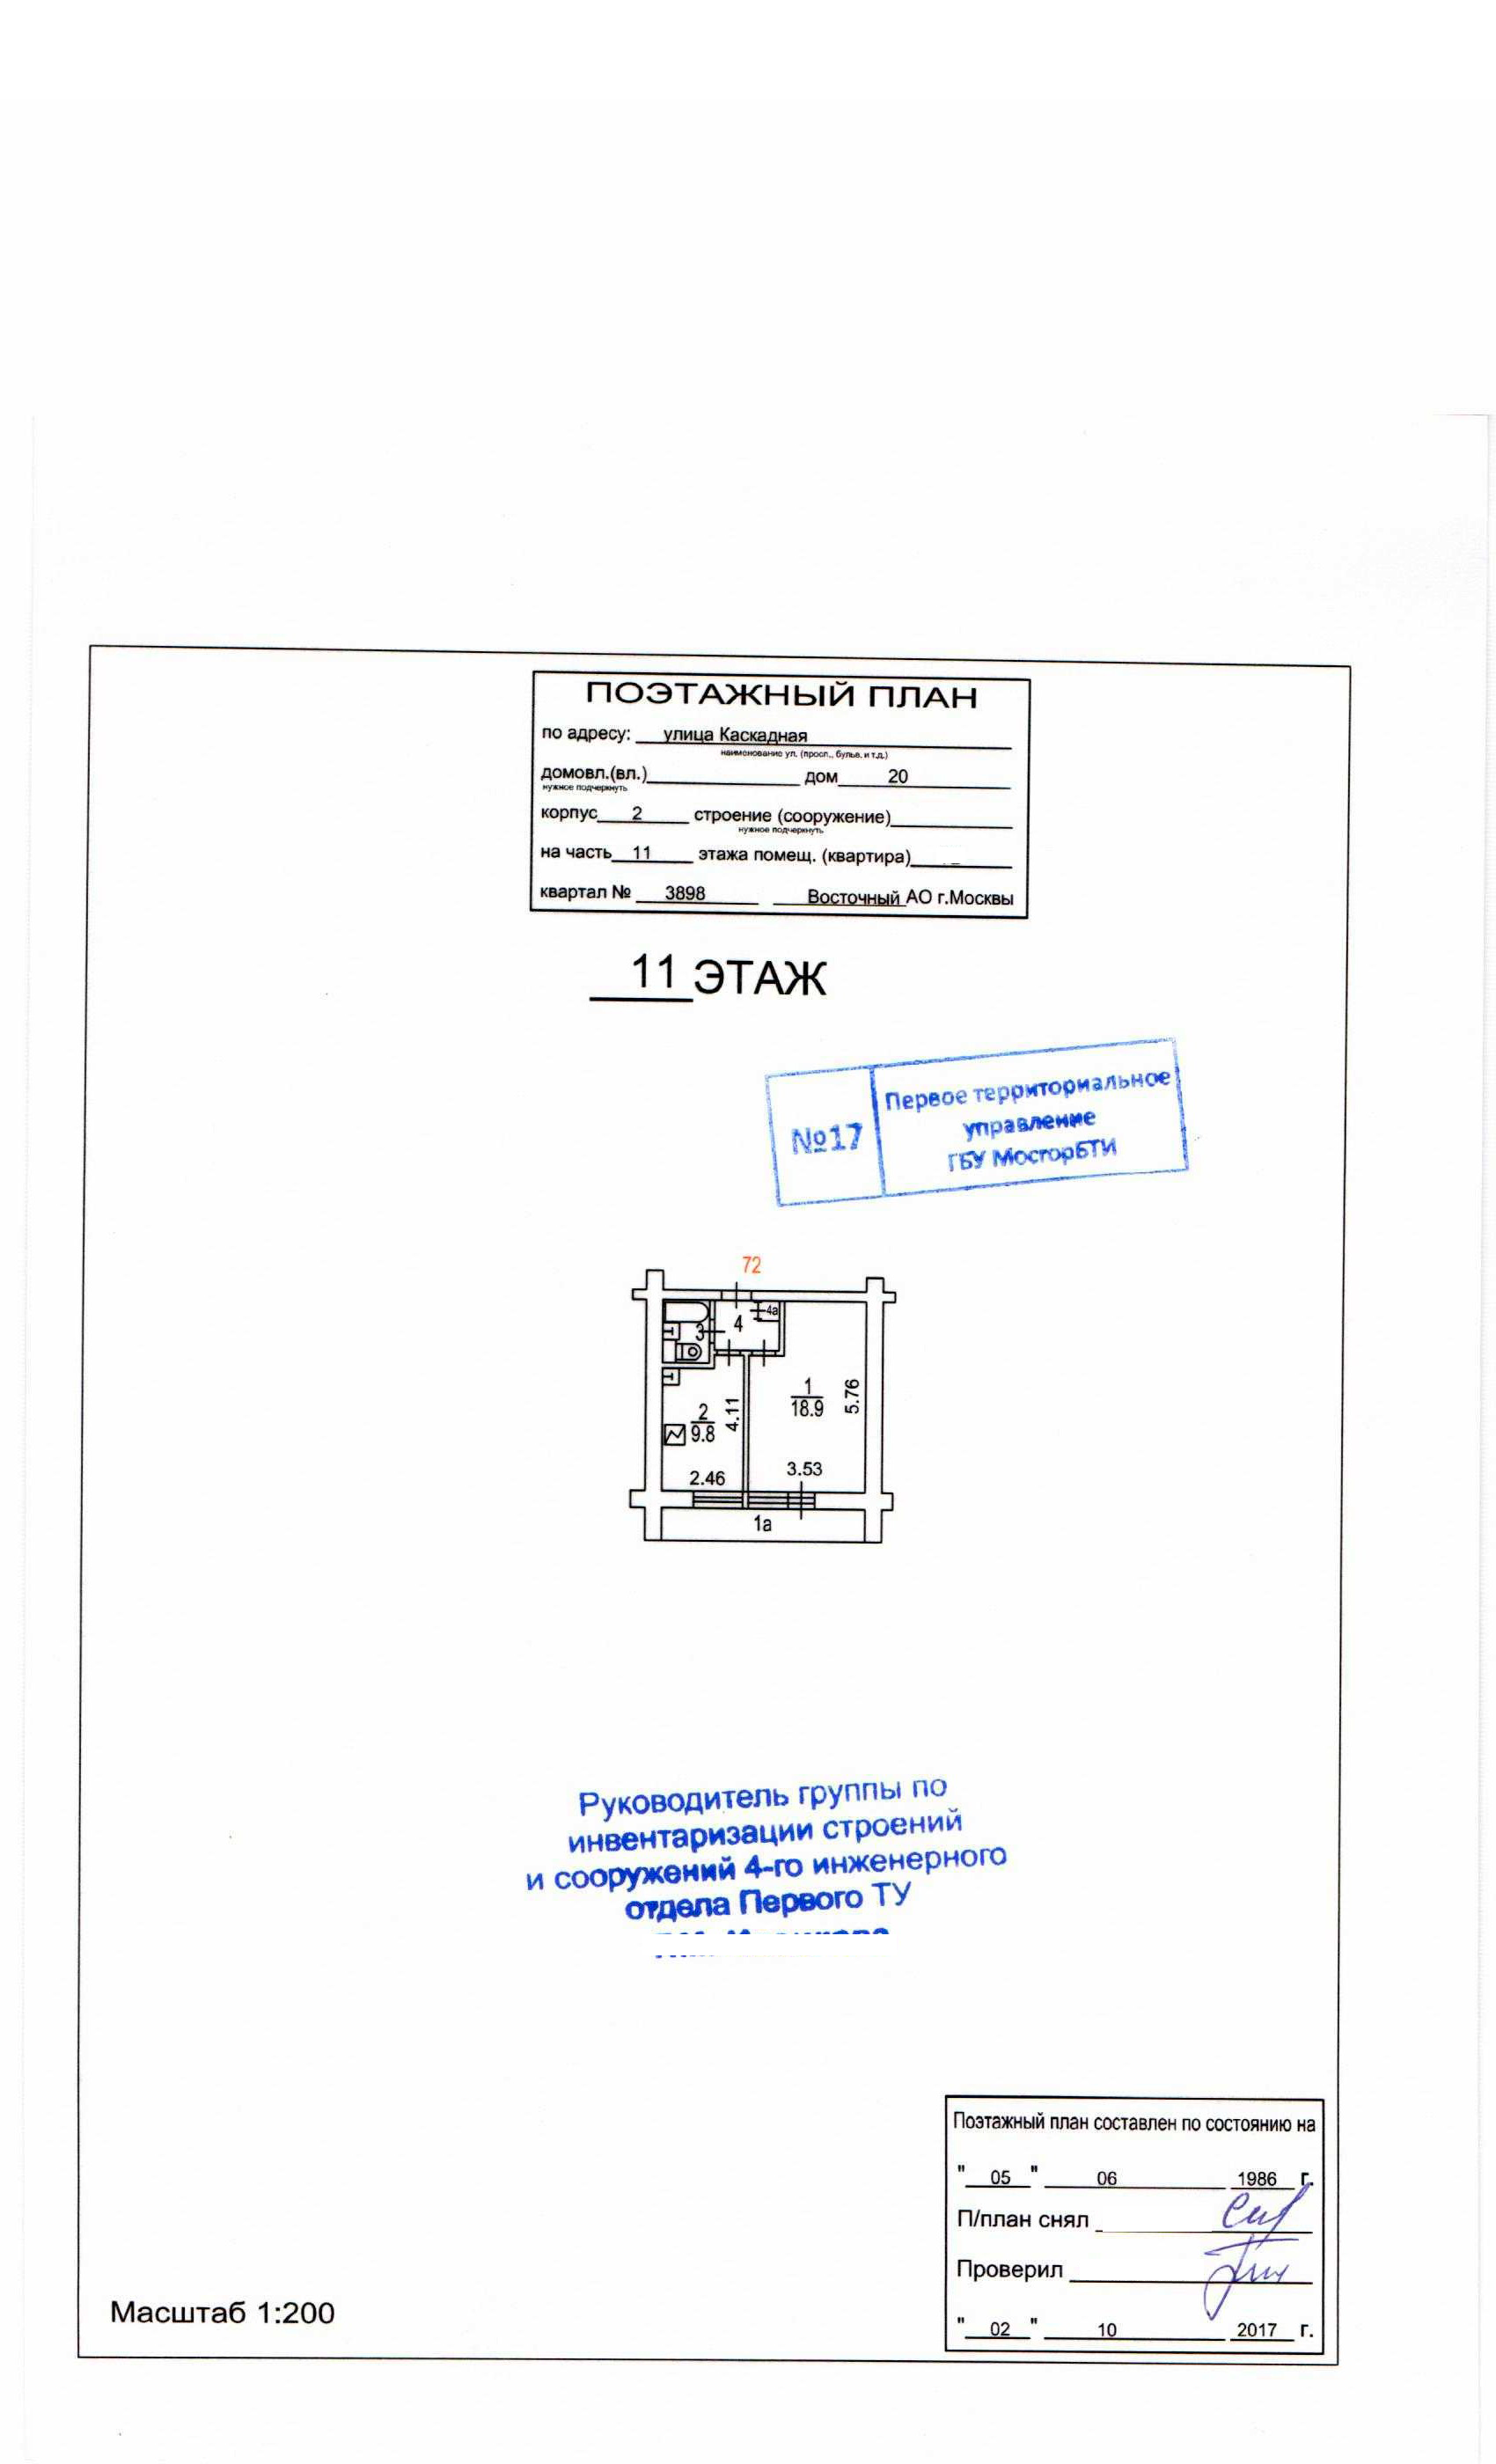 ПОЭТАЖНЫЙ ПЛАН
по адресу: улица Каскадная
наименование ул. (просп., бульв. и т.д.)
домовл.(вл.) дом 20
нужное подчеркнуть
корпус 2 строение (сооружение)
нужное подчеркнуть
на часть 11 этажа помещ. (квартира) –
квартал № 3898 Восточный АО г.Москвы
11 ЭТАЖ
№17
Первое территориальное
управление
ГБУ МосгорБТИ
72
4а
3
4
1
18.9
5.76
2
9.8
4.11
2.46
3.53
1а
Руководитель группы по
инвентаризации строений
и сооружений 4-го инженерного
отдела Первого ТУ
Поэтажный план составлен по состоянию на
" 05 " 06 1986 г.
П/план снял
Проверил
" 02 " 10 2017 г.
Масштаб 1:200